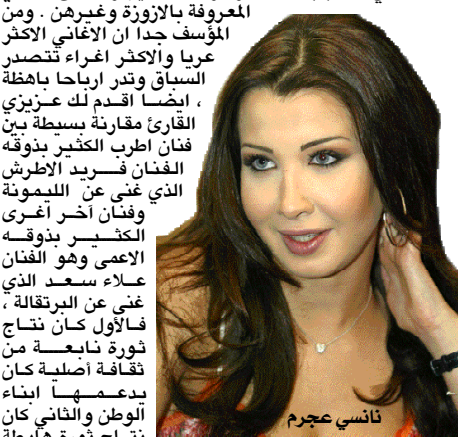 المعروفة بالازوزة وغيرهن . ومن
المؤسف جدا ان الاغاني الاكثر
عريا والاكثر اغراء تتصدر
السباق وتدر ارباحا باهظة
، ايضا اقدم لك عزيزي
القارئ مقارنة بسيطة بين
فنان اطرب الكثير بذوقه
الفنان فريد الاطرش
الذي غنى عن الليمونة
وفنان آخر اغرى
الكثير بذوقه
الاعمى وهو الفنان
علاء سعد الذي
غنى عن البرتقالة ،
فالأول كان نتاج
ثورة نابعة من
ثقافة أصلية كان
يدعمها ابناء
الوطن والثاني كان
نتاج ثورة هابطة
نانسي عجرم